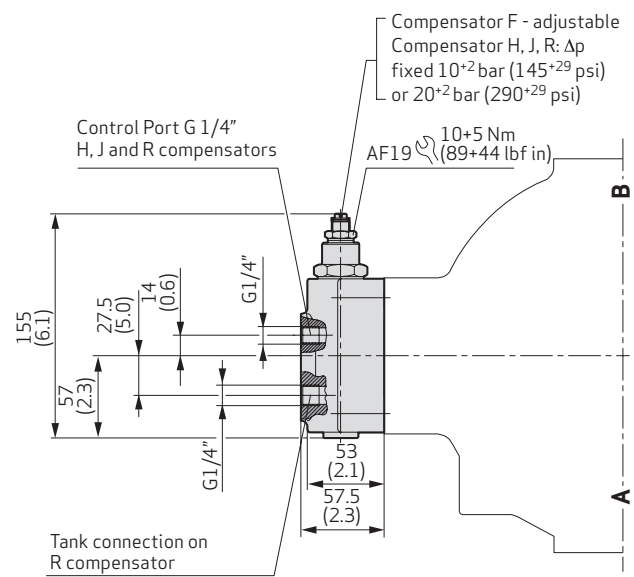 Compensator F - adjustable
Compensator H, J, R: Δp
fixed 10+2 bar (145+29 psi)
or 20+2 bar (290+29 psi)
Control Port G 1/4”
H, J and R compensators
10+5 Nm
AF19 (89+44 lbf in)
B
G1/4”
14
(0.6)
27.5
(5.0)
155
(6.1)
57
(2.3)
G1/4”
53
(2.1)
57.5
(2.3)
A
Tank connection on
R compensator